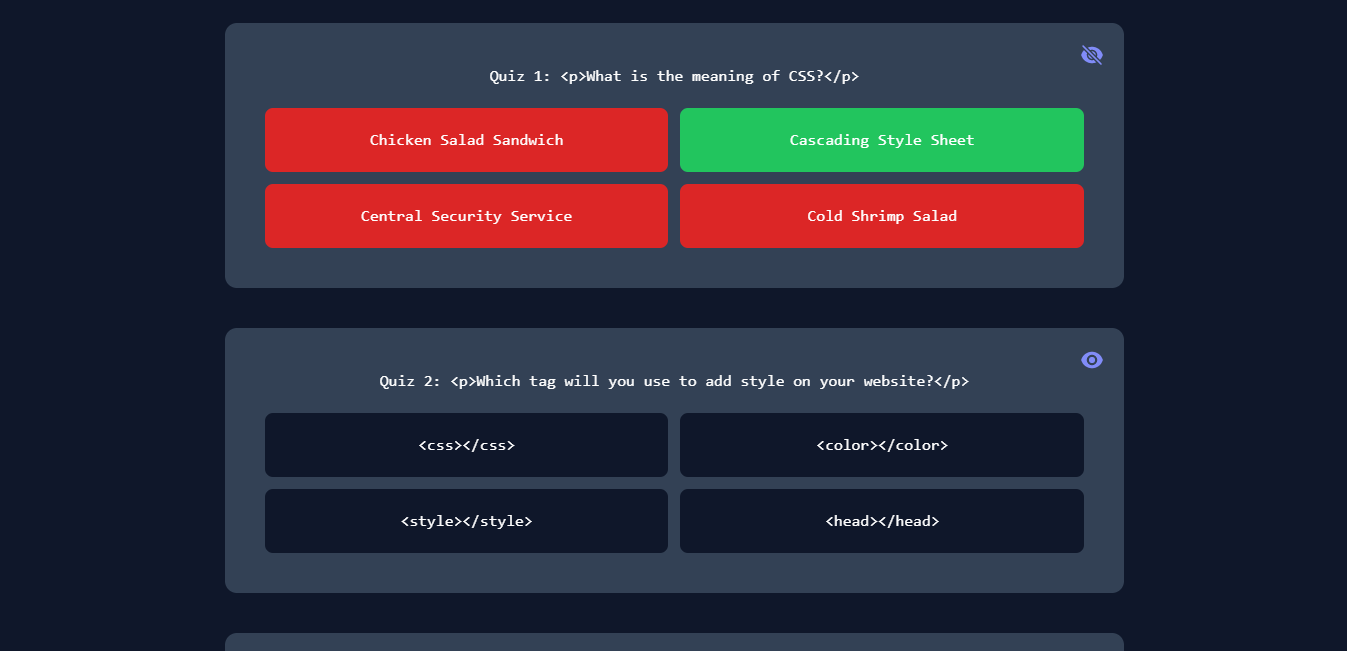 Quiz 1: <p>What is the meaning of CSS?</p>
Chicken Salad Sandwich
Cascading Style Sheet
Central Security Service
Cold Shrimp Salad
Quiz 2: <p>Which tag will you use to add style on your website?</p>
<css></css>
<color></color>
<style></style>
<head></head>